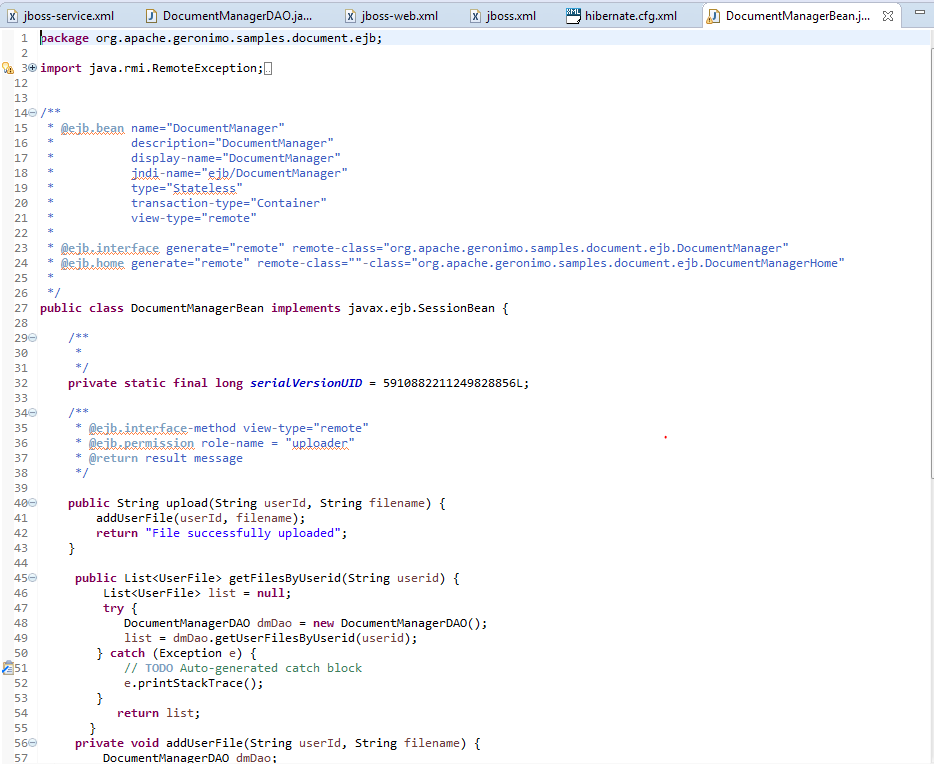 jboss-service.xml DocumentManagerDAO.ja... jboss-web.xml jboss.xml hibernate.cfg.xml DocumentManagerBean.j...
1 package org.apache.geronimo.samples.document.ejb;
2
3 import java.rmi.RemoteException;
12
13
14 /**
15 * @ejb.bean name="DocumentManager"
16 * description="DocumentManager"
17 * display-name="DocumentManager"
18 * jndi-name="ejb/DocumentManager"
19 * type="Stateless"
20 * transaction-type="Container"
21 * view-type="remote"
22 *
23 * @ejb.interface generate="remote" remote-class="org.apache.geronimo.samples.document.ejb.DocumentManager"
24 * @ejb.home generate="remote" remote-class=""-class="org.apache.geronimo.samples.document.ejb.DocumentManagerHome"
25 *
26 */
27 public class DocumentManagerBean implements javax.ejb.SessionBean {
28
29 /**
30 *
31 */
32 private static final long serialVersionUID = 5910882211249828856L;
33
34 /**
35 * @ejb.interface-method view-type="remote"
36 * @ejb.permission role-name = "uploader"
37 * @return result message
38 */
39
40 public String upload(String userId, String filename) {
41 addUserFile(userId, filename);
42 return "File successfully uploaded";
43 }
44
45 public List<UserFile> getFilesByUserid(String userid) {
46 List<UserFile> list = null;
47 try {
48 DocumentManagerDAO dmDao = new DocumentManagerDAO();
49 list = dmDao.getUserFilesByUserid(userid);
50 } catch (Exception e) {
51 // TODO Auto-generated catch block
52 e.printStackTrace();
53 }
54 return list;
55 }
56 private void addUserFile(String userId, String filename) {
57 DocumentManagerDAO dmDao;